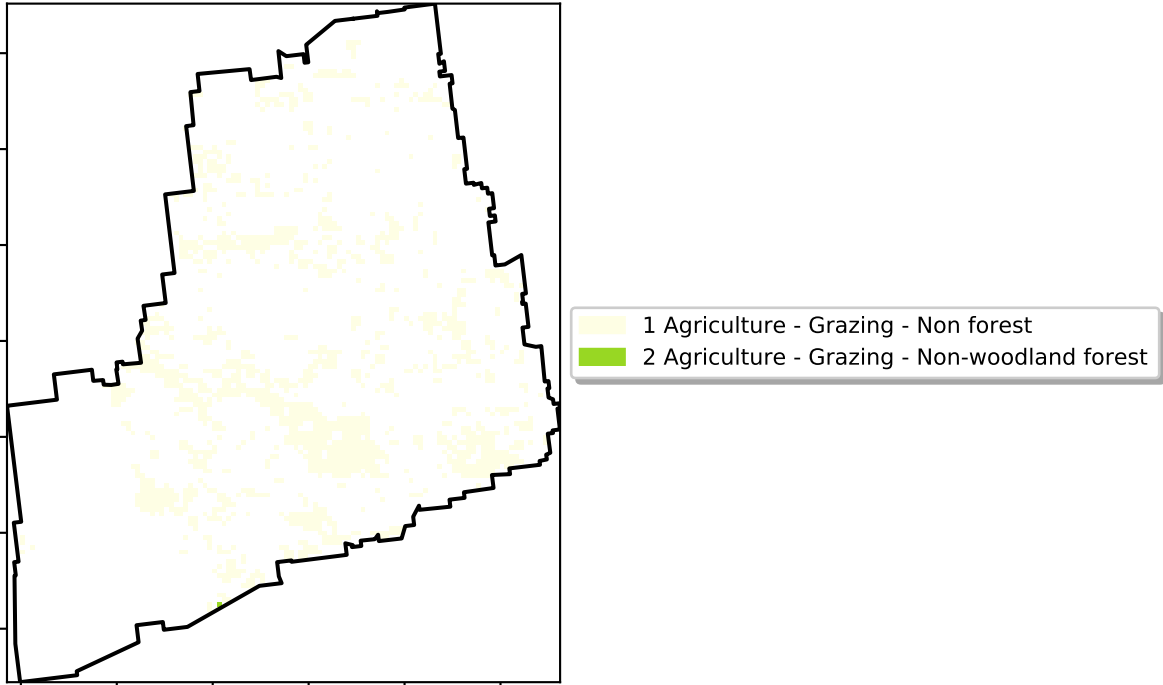 1 Agriculture - Grazing - Non forest
2 Agriculture - Grazing - Non-woodland forest